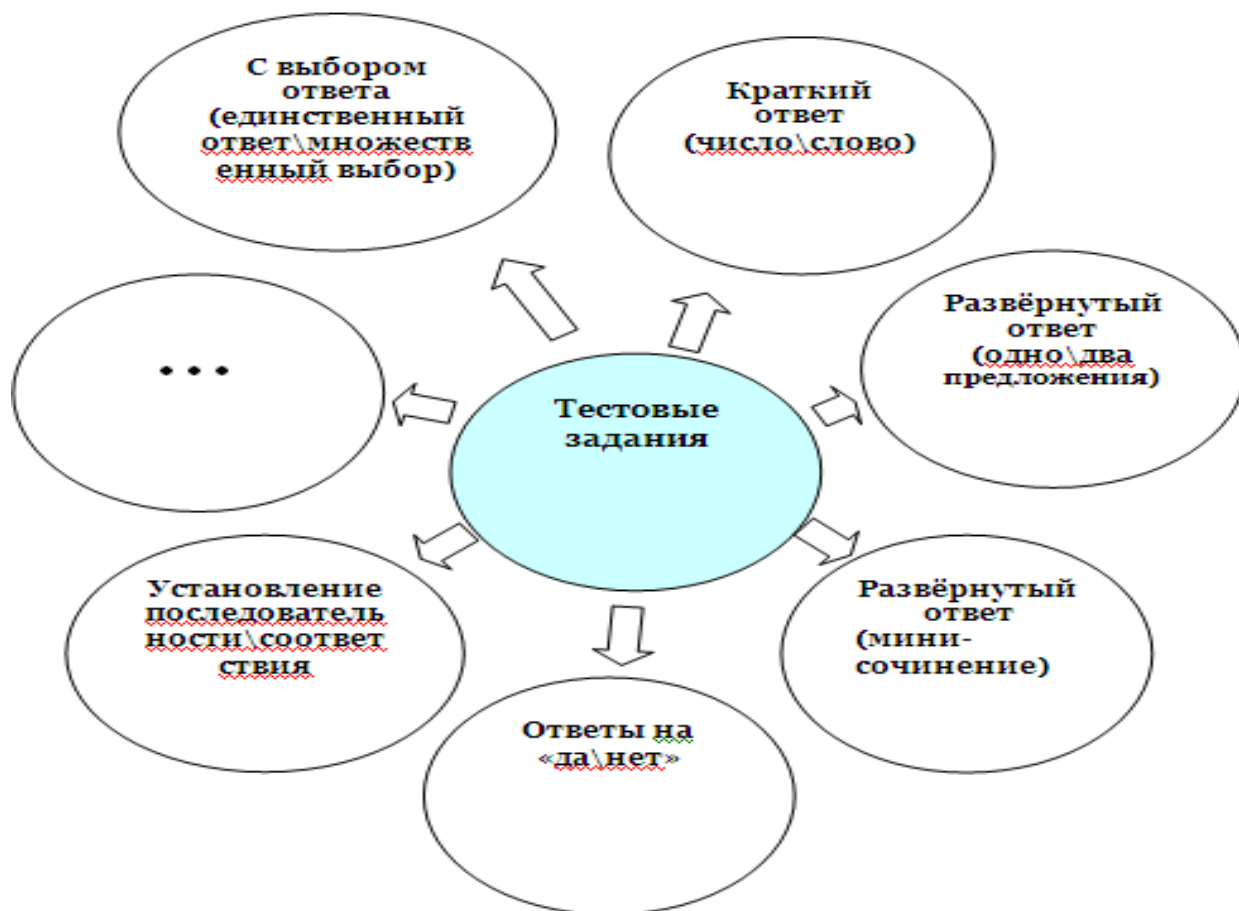 С выбором
ответа
(единственный
ответ\множеств
енный выбор)
Краткий
ответ
(число\слово)
Развёрнутый
ответ
(одно\два
предложения)
• • •
Тестовые
задания
Установление
последователь
ности\соответ
ствия
Развёрнутый
ответ
(мини-
сочинение)
Ответы на
«да\нет»